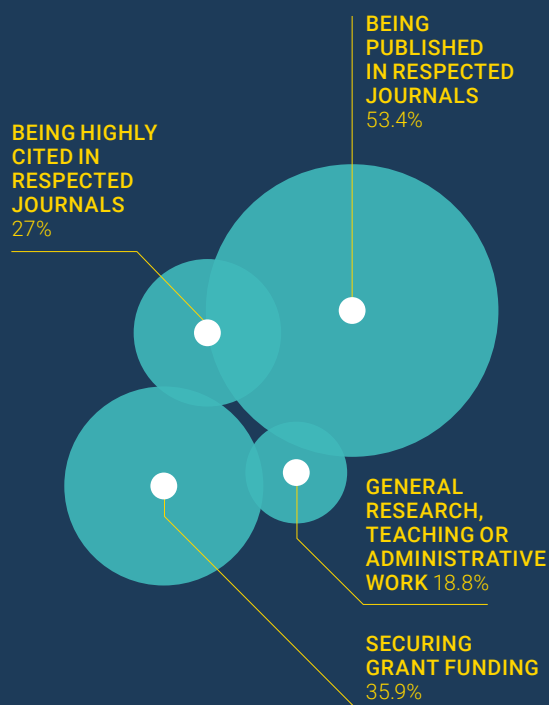 BEING
PUBLISHED
IN RESPECTED
JOURNALS
53.4%
BEING HIGHLY
CITED IN
RESPECTED
JOURNALS
27%
GENERAL
RESEARCH,
TEACHING OR
ADMINISTRATIVE
WORK 18.8%
SECURING
GRANT FUNDING
35.9%